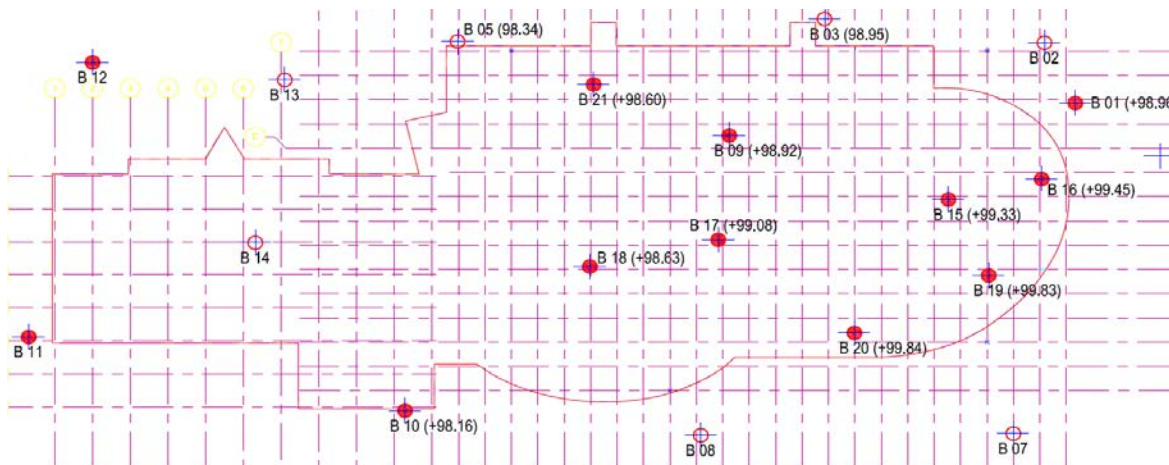 B 05 (98.34)
B 03 (98.95)
B 02
B 12
B 13
B 21 (+98.60)
B 01 (+98.96
B 09 (+98.92)
B 16 (+99.45)
B 15 (+99.33)
B 17 (+99.08)
B 14
B 18 (+98.63)
B 19 (+99.83)
B 11
B 20 (+99.84)
B 10 (+98.16)
B 08
B 07